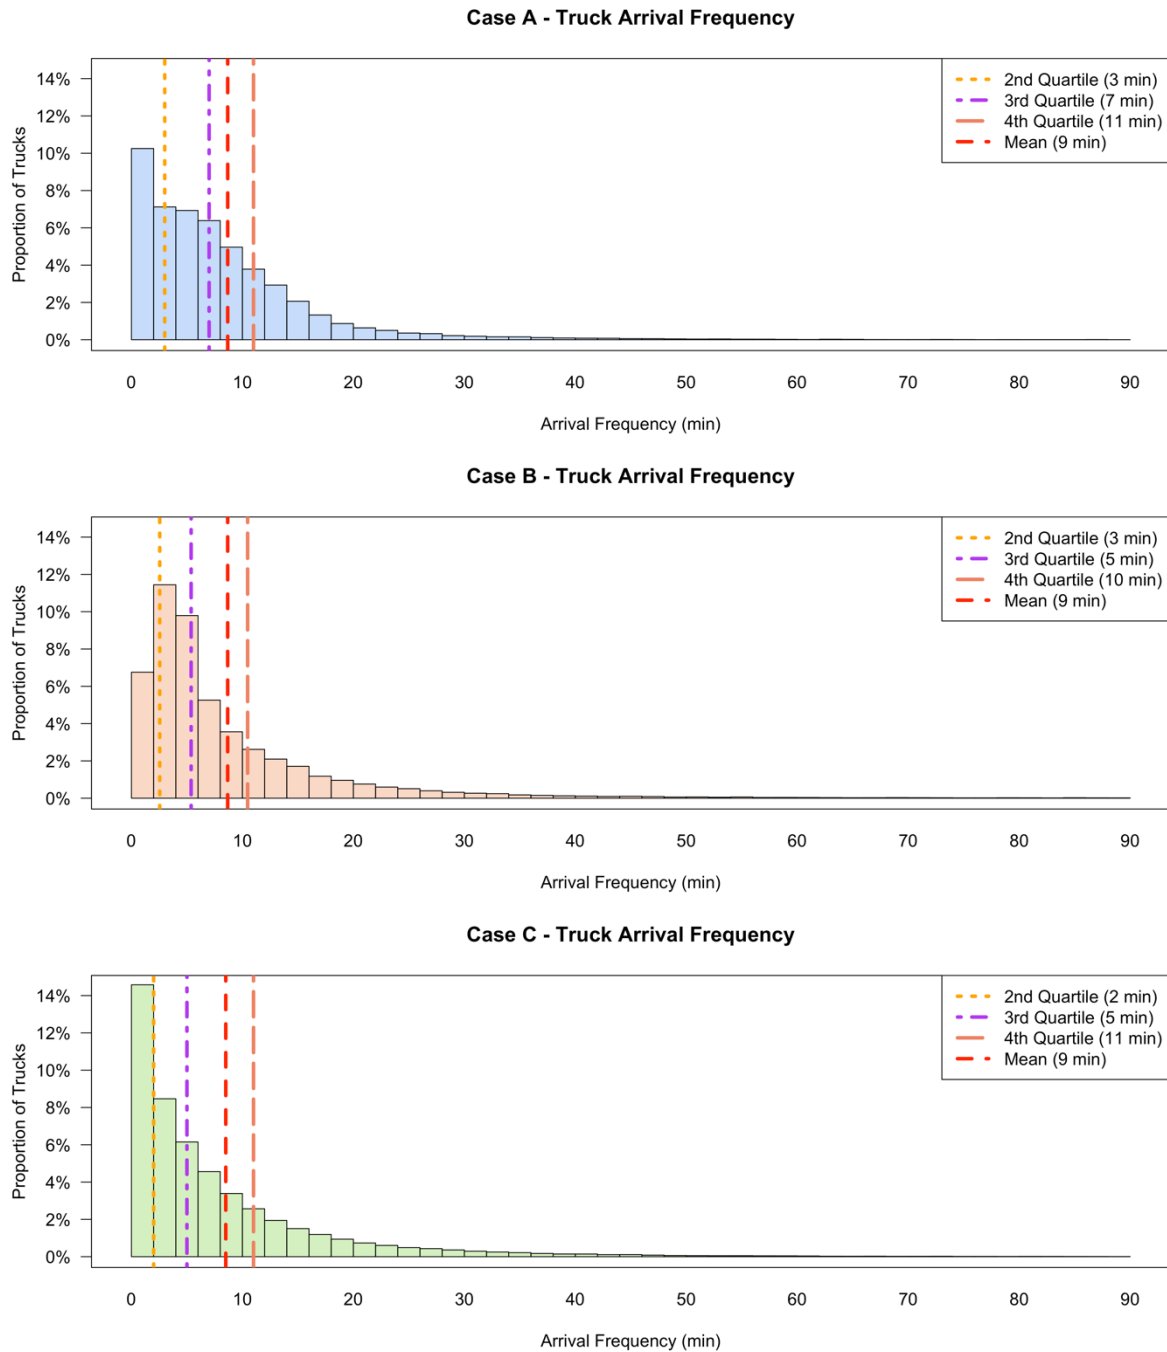 Case A - Truck Arrival Frequency
14%
12%
10%
8%
6%
4%
2%
0%
Proportion of Trucks
2nd Quartile (3 min)
3rd Quartile (7 min)
4th Quartile (11 min)
Mean (9 min)
0 10 20 30 40 50 60 70 80 90
Arrival Frequency (min)
Case B - Truck Arrival Frequency
14%
12%
10%
8%
6%
4%
2%
0%
Proportion of Trucks
2nd Quartile (3 min)
3rd Quartile (5 min)
4th Quartile (10 min)
Mean (9 min)
0 10 20 30 40 50 60 70 80 90
Arrival Frequency (min)
Case C - Truck Arrival Frequency
14%
12%
10%
8%
6%
4%
2%
0%
Proportion of Trucks
2nd Quartile (2 min)
3rd Quartile (5 min)
4th Quartile (11 min)
Mean (9 min)
0 10 20 30 40 50 60 70 80 90
Arrival Frequency (min)